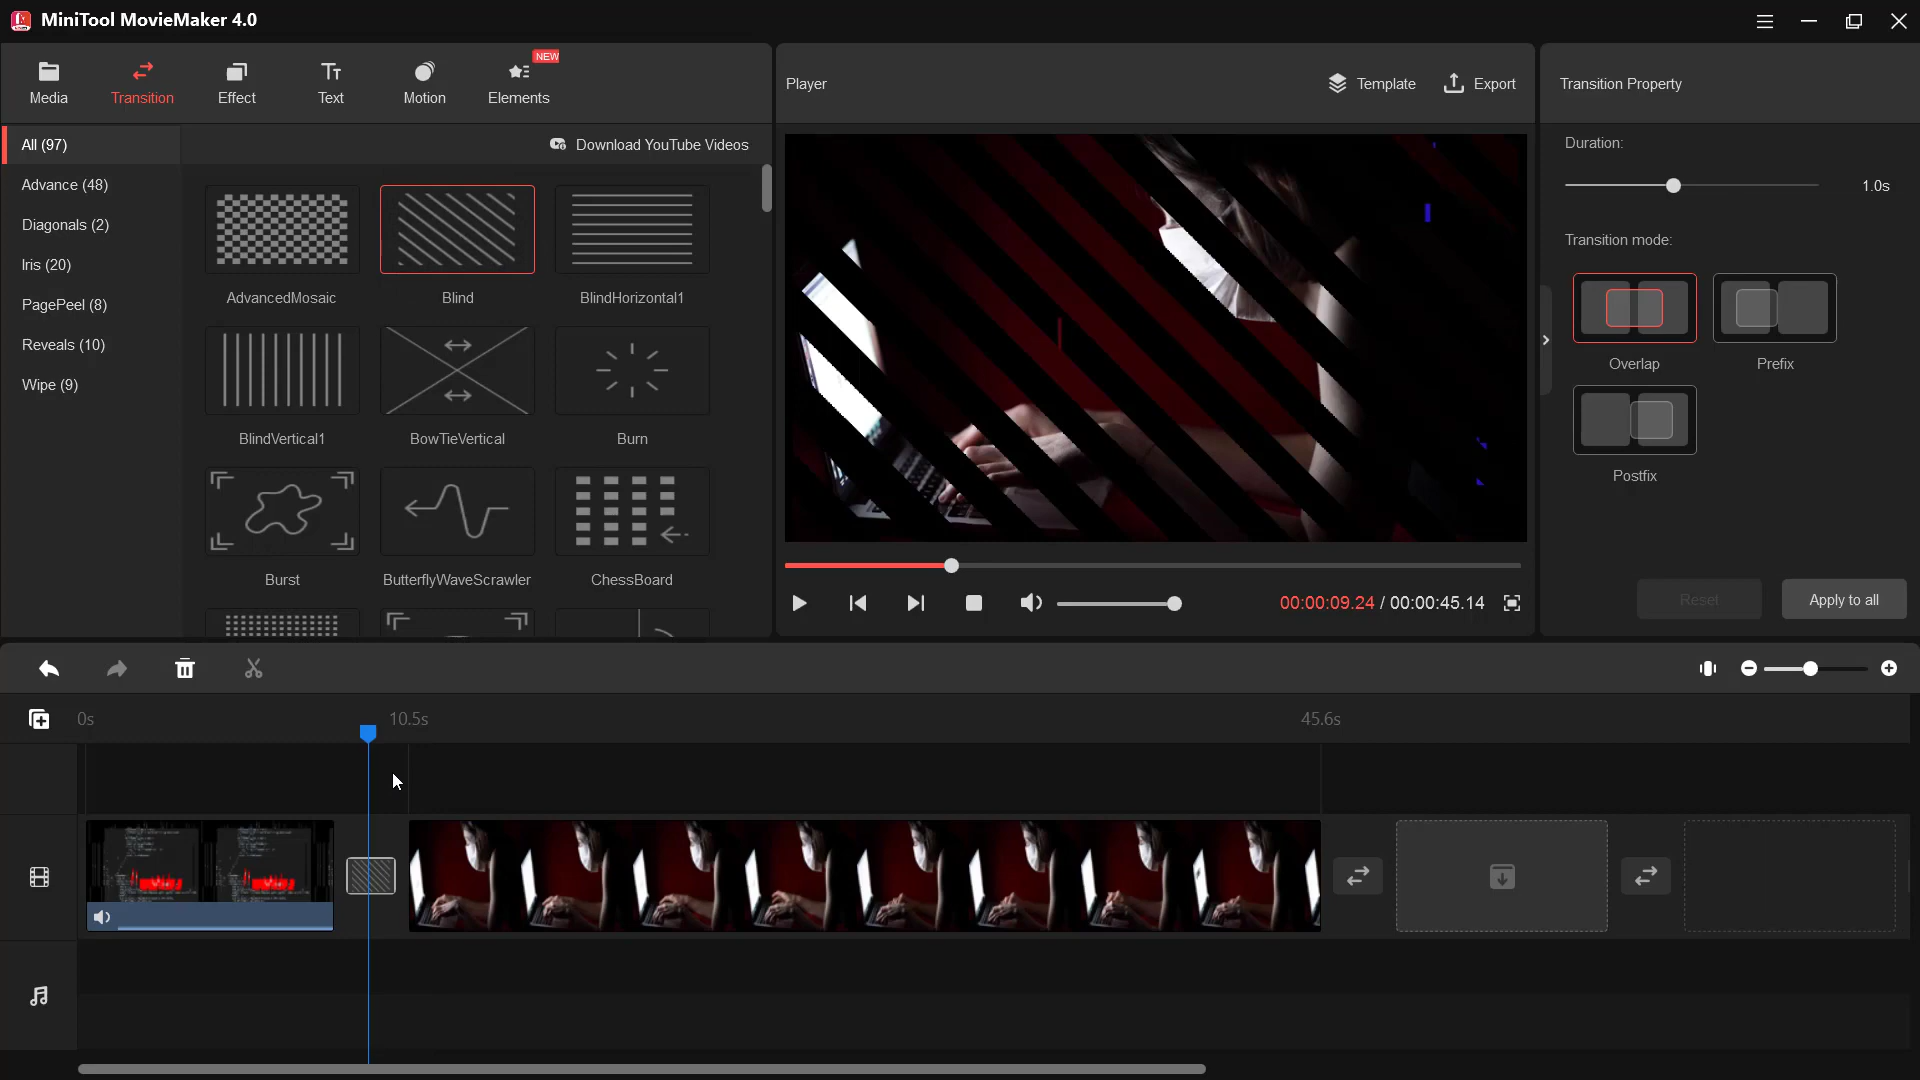 MiniTool MovieMaker 4.0
Media
Transition
Effect
Text
Motion
Elements
NEW
Player
Template
Export
Transition Property
All (97)
Download YouTube Videos
Advance (48)
Diagonals (2)
Iris (20)
PagePeel (8)
Reveals (10)
Wipe (9)
AdvancedMosaic
Blind
BlindHorizontal1
BlindVertical1
BowTieVertical
Burn
Burst
ButterflyWaveScrawler
ChessBoard
00:00:09.24 / 00:00:45.14
Duration:
1.0s
Transition mode:
Overlap
Prefix
Postfix
Reset
Apply to all
0s
10.5s
45.6s